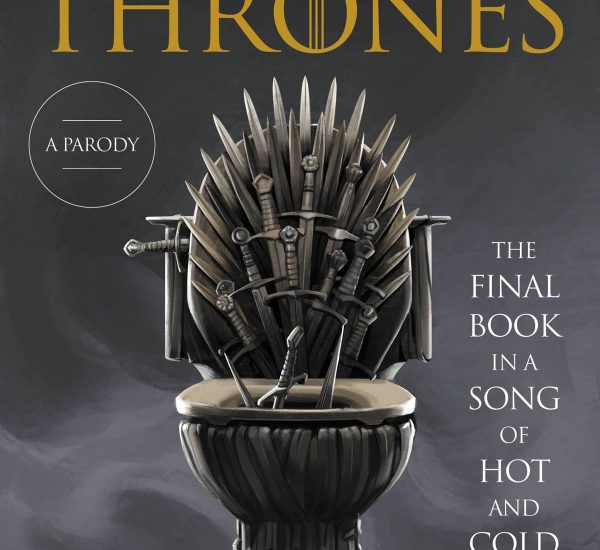 THRONES
A PARODY
THE
FINAL
BOOK
IN A
SONG
OF
HOT
AND
COLD